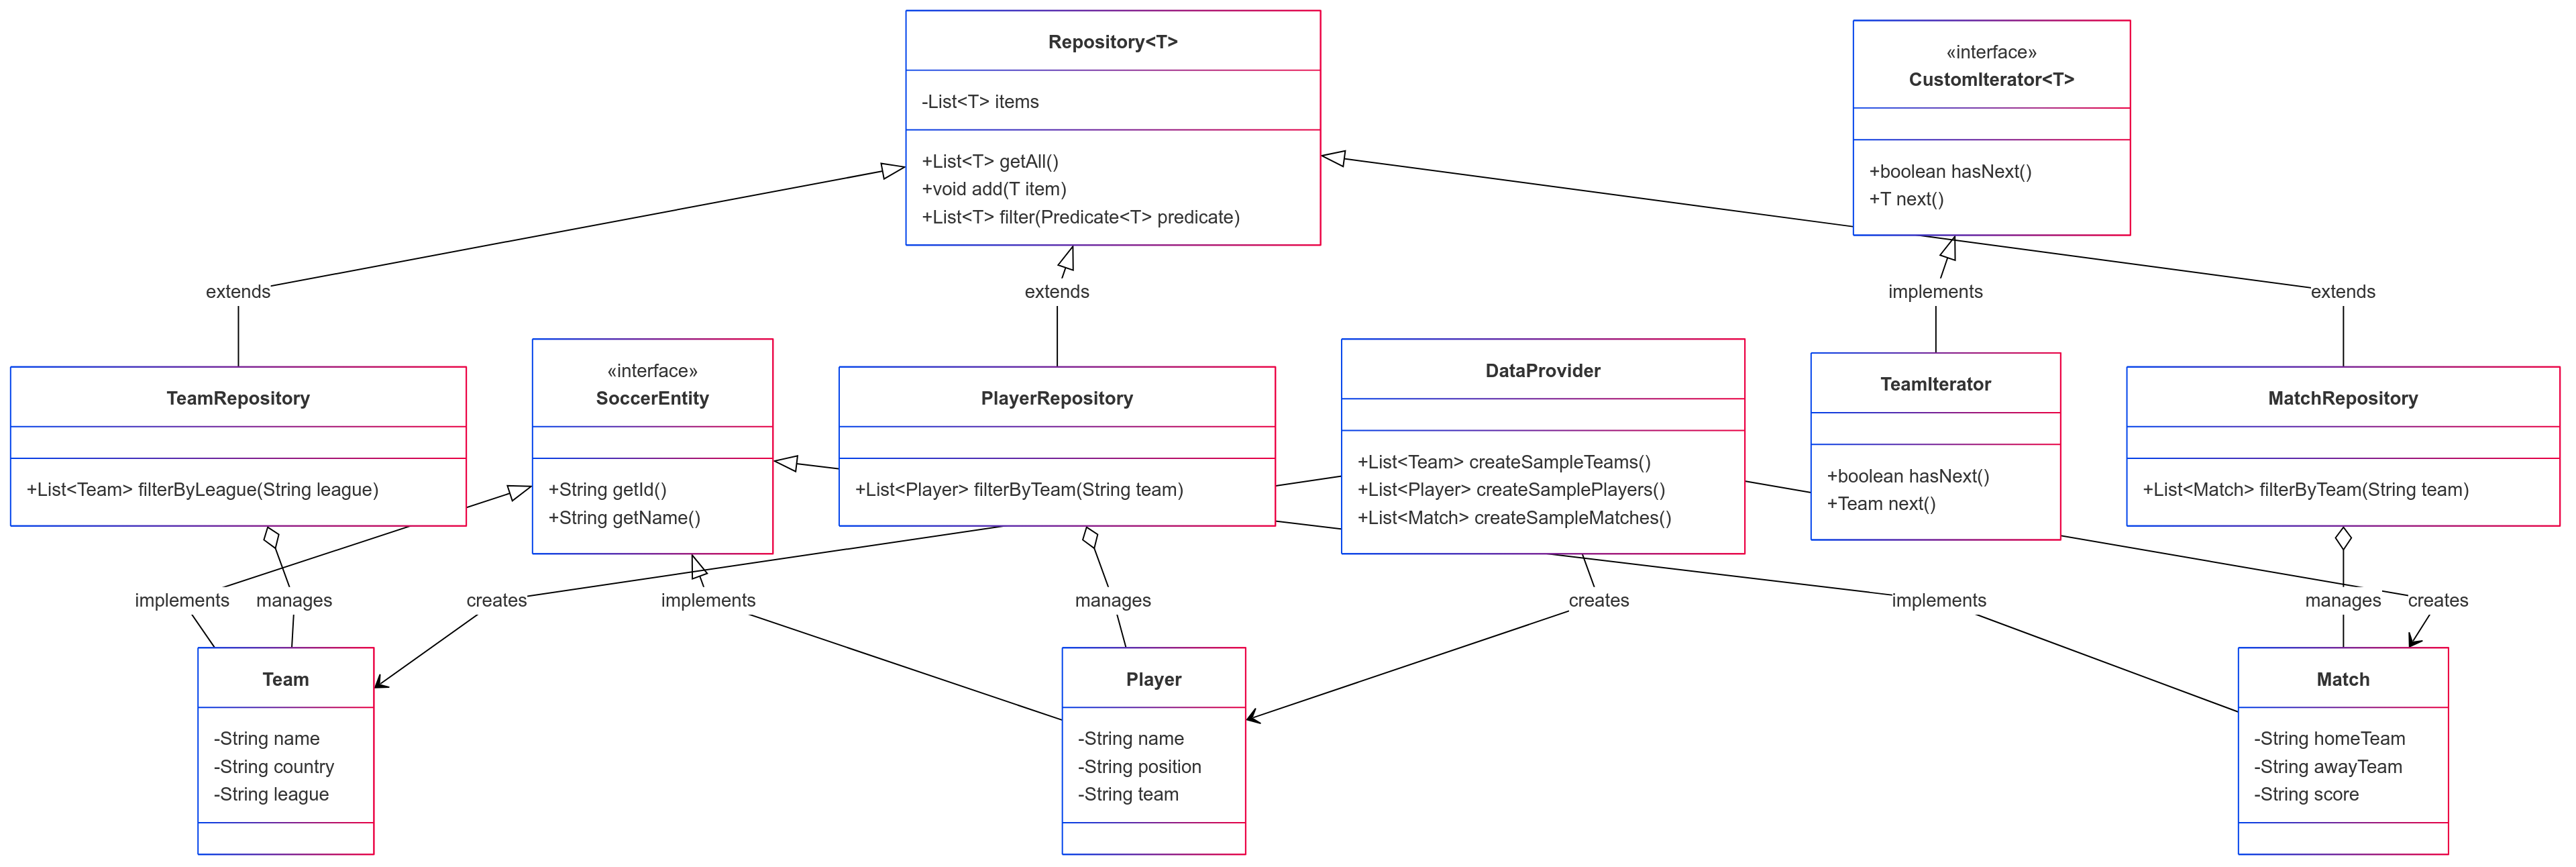 Repository<T>
-List<T> items
+List<T> getAll()
+void add(T item)
+List<T> filter(Predicate<T> predicate)
«interface»
CustomIterator<T>
+boolean hasNext()
+T next()
extends
extends
implements
extends
TeamRepository
+List<Team> filterByLeague(String league)
«interface»
SoccerEntity
+String getId()
+String getName()
PlayerRepository
+List<Player> filterByTeam(String team)
DataProvider
+List<Team> createSampleTeams()
+List<Player> createSamplePlayers()
+List<Match> createSampleMatches()
TeamIterator
+boolean hasNext()
+Team next()
MatchRepository
+List<Match> filterByTeam(String team)
implements
manages
creates
implements
manages
creates
implements
manages
creates
Team
-String name
-String country
-String league
Player
-String name
-String position
-String team
Match
-String homeTeam
-String awayTeam
-String score